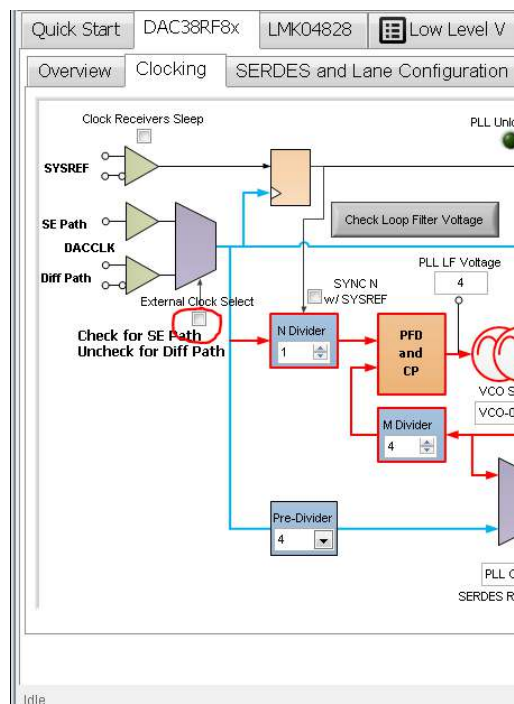 Quick Start DAC38RF8x LMK04828 Low Level V
Overview Clocking SERDES and Lane Configuration
Clock Receivers Sleep
PLL Unlo
SYSREF
SE Path
DACCLK
Diff Path
Check Loop Filter Voltage
PLL LF Voltage
4
SYNC N
w/ SYSREF
External Clock Select
Check for SE Path
Uncheck for Diff Path
N Divider
1
PFD
and
CP
VCO S
VCO-0
M Divider
4
Pre-Divider
4
PLL O
SERDES R
Idle